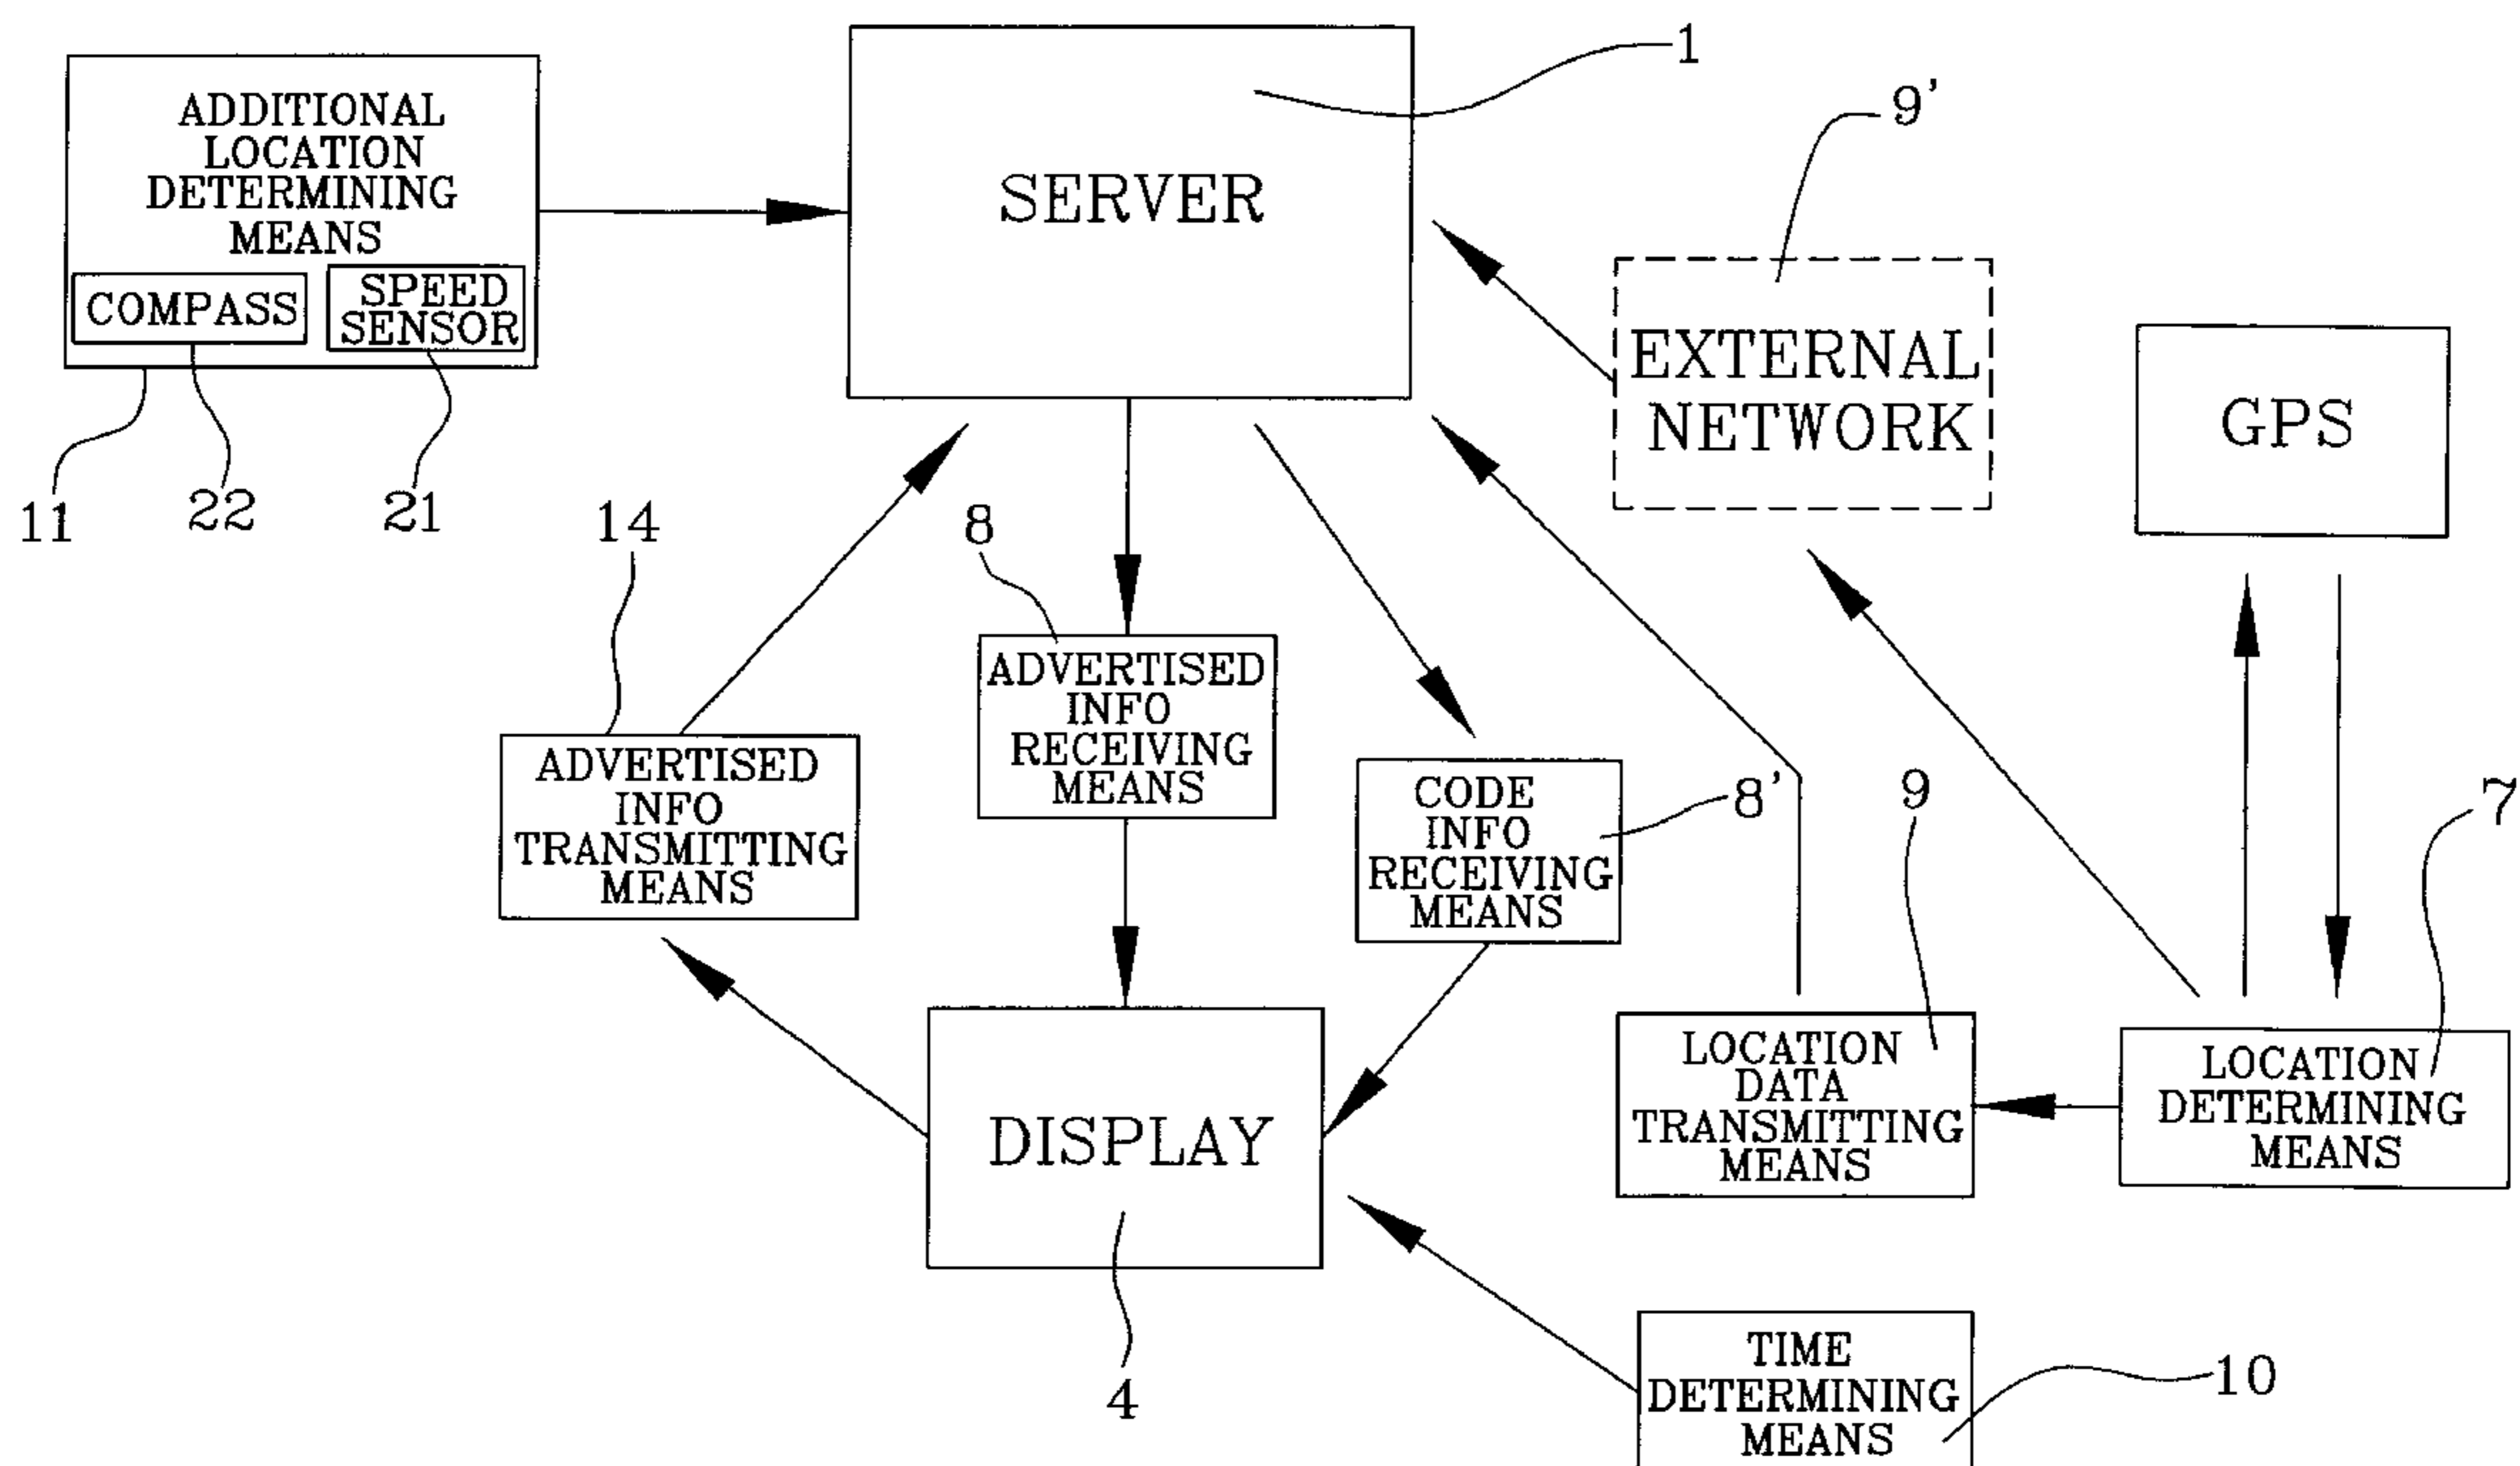 1
9'
ADDITIONAL
LOCATION
DETERMINING
MEANS
COMPASS
SPEED
SENSOR
11
22
21
SERVER
EXTERNAL
NETWORK
GPS
14
8
ADVERTISED
INFO
RECEIVING
MEANS
ADVERTISED
INFO
TRANSMITTING
MEANS
CODE
INFO
RECEIVING
MEANS
8'
9
7
DISPLAY
4
LOCATION
DATA
TRANSMITTING
MEANS
LOCATION
DETERMINING
MEANS
TIME
DETERMINING
MEANS
10